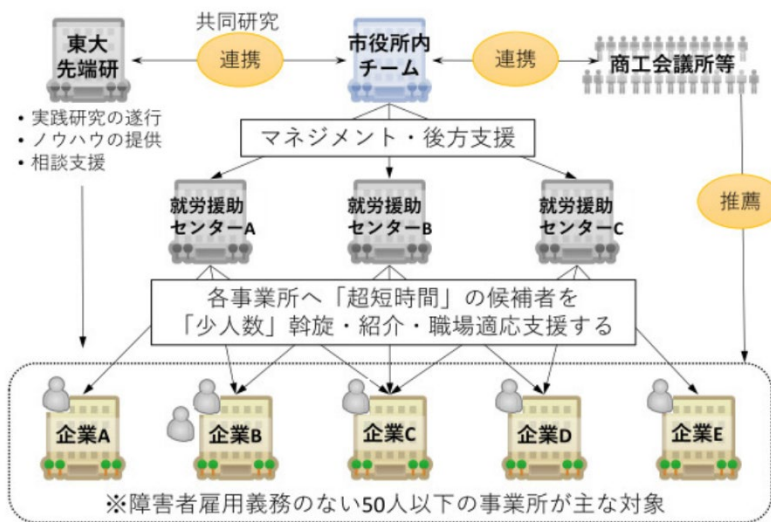 共同研究
東大
先端研
連携
市役所内
チーム
連携
商工会議所等
• 実践研究の遂行
• ノウハウの提供
• 相談支援
マネジメント・後方支援
推薦
就労援助
センターA
就労援助
センターB
就労援助
センターC
各事業所へ「超短時間」の候補者を
「少人数」斡旋・紹介・職場適応支援する
企業A
企業B
企業C
企業D
企業E
※障害者雇用義務のない50人以下の事業所が主な対象